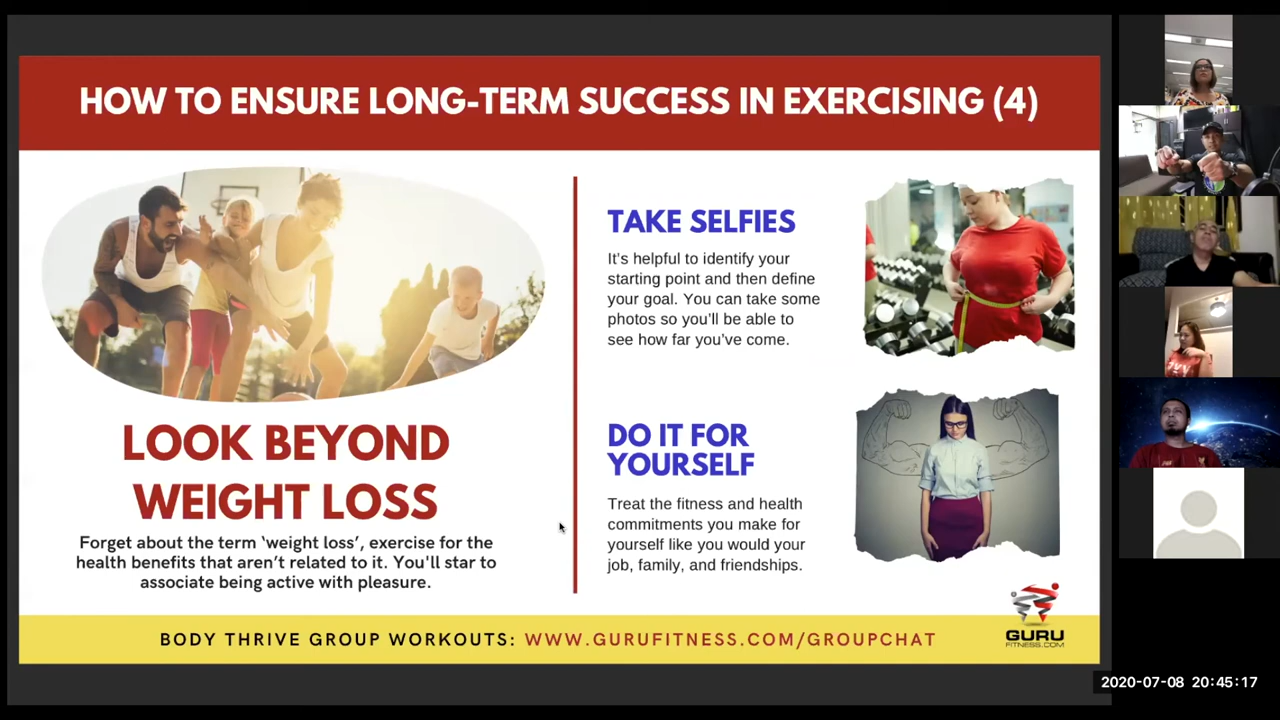 HOW TO ENSURE LONG-TERM SUCCESS IN EXERCISING (4)
LOOK BEYOND
WEIGHT LOSS
Forget about the term ‘weight loss’, exercise for the
health benefits that aren’t related to it. You'll star to
associate being active with pleasure.
TAKE SELFIES
It’s helpful to identify your
starting point and then define
your goal. You can take some
photos so you’ll be able to
see how far you’ve come.
DO IT FOR
YOURSELF
Treat the fitness and health
commitments you make for
yourself like you would your
job, family, and friendships.
BODY THRIVE GROUP WORKOUTS: WWW.GURUFITNESS.COM/GROUPCHAT
GURU
FITNESS.COM
2020-07-08 20:45:17